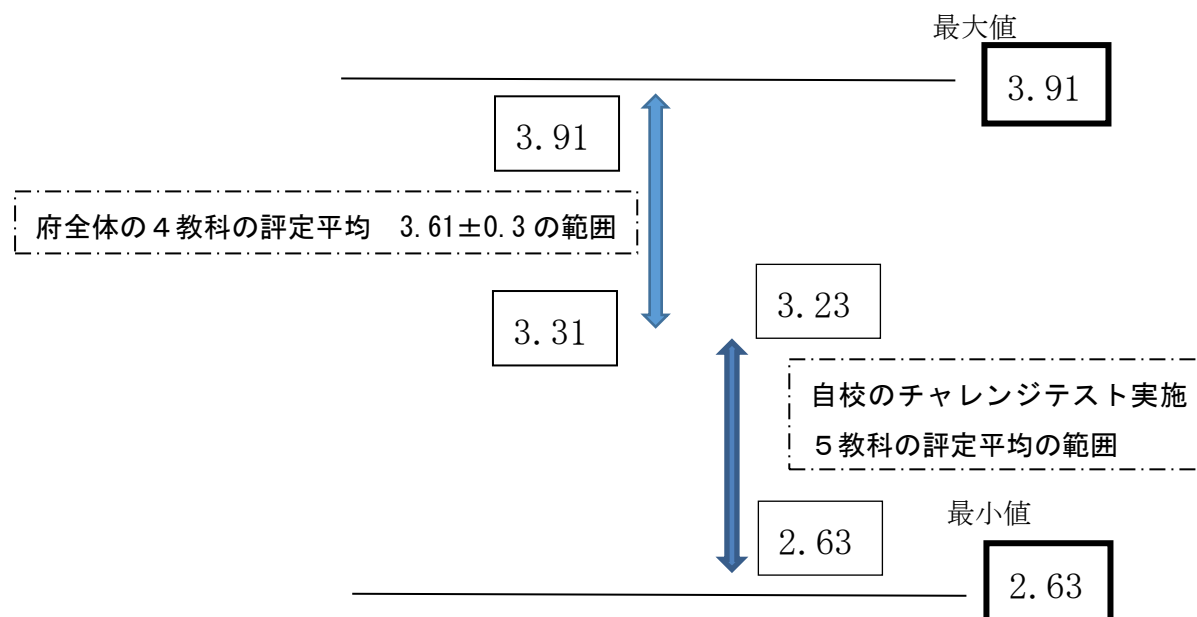 最大値
3.91
3.91
府全体の４教科の評定平均　3.61±0.3の範囲
3.31
3.23
自校のチャレンジテスト実施
５教科の評定平均の範囲
2.63
最小値
2.63